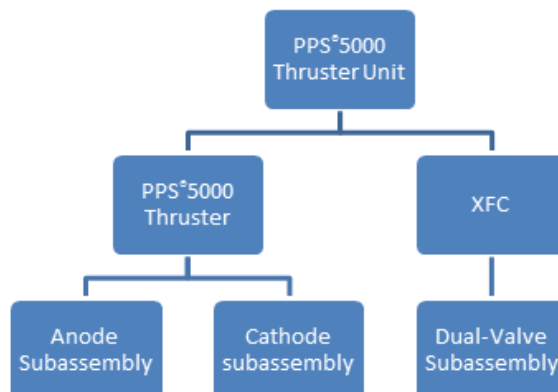 PPS®5000
Thruster Unit
PPS®5000
Thruster
XFC
Anode
Subassembly
Cathode
subassembly
Dual-Valve
Subassembly